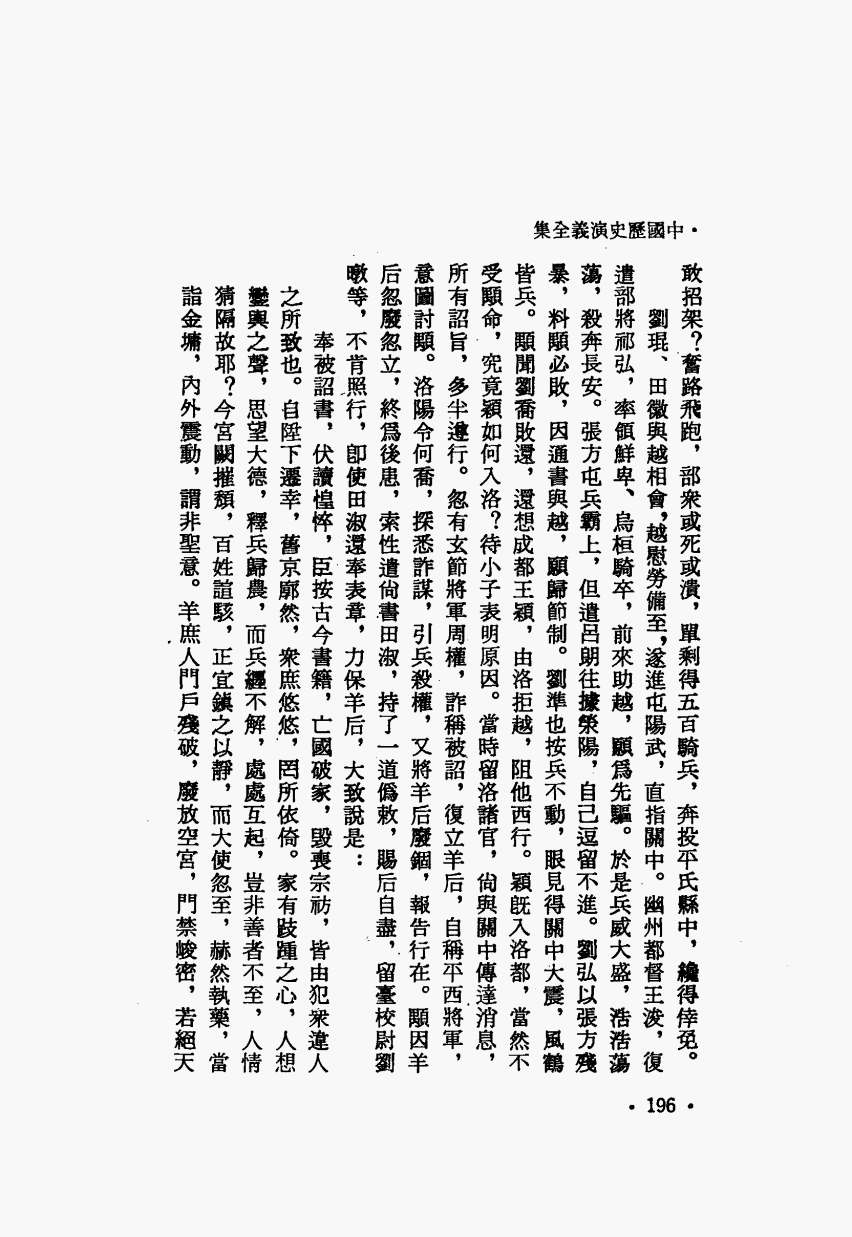 中國歷史演義全集·
敢招架？奮路飛跑，部衆或死或潰，單剩得五百騎兵，奔投平氏縣中，纔得倖免。
劉琨、田徽與越相會，越慰勞備至，遂進屯陽武，直指關中。幽州都督王浚，復
遣部將祁弘，率領鮮卑、烏桓騎卒，前來助越，願爲先驅。於是兵威大盛，浩浩蕩
蕩，殺奔長安。張方屯兵霸上，但遣呂朗往據滎陽，自己逗留不進。劉弘以張方殘
暴，料顒必敗，因通書與越，願歸節制。劉準也按兵不動，眼見得關中大震，風鶴
皆兵。顒聞劉喬敗還，還想成都王穎，由洛拒越，阻他西行。穎旣入洛都，當然不
受顒命，究竟穎如何入洛？待小子表明原因。當時留洛諸官，尙與關中傳達消息，
所有詔旨，多半遵行。忽有玄節將軍周權，詐稱被詔，復立羊后，自稱平西將軍，
意圖討顒。洛陽令何喬，探悉詐謀，引兵殺權，又將羊后廢錮，報告行在。顒因羊
后忽廢忽立，終爲後患，索性遣尙書田淑，持了一道僞敕，賜后自盡，留臺校尉劉
暾等，不肯照行，卽使田淑還奉表章，力保羊后，大致說是：
奉被詔書，伏讀惶悴，臣按古今書籍，亡國破家，毀喪宗祊，皆由犯衆違人
之所致也。自陞下遷幸，舊京廓然，衆庶悠悠，罔所依倚。家有跂踵之心，人想
鑾輿之聲，思望大德，釋兵歸農，而兵纏不解，處處互起，豈非善者不至，人情
猜隔故耶？今宮闕摧頹，百姓諠駭，正宜鎮之以靜，而大使忽至，赫然執藥，當
詣金墉，內外震動，謂非聖意。羊庶人門戶殘破，廢放空宮，門禁峻密，若絕天
·196·